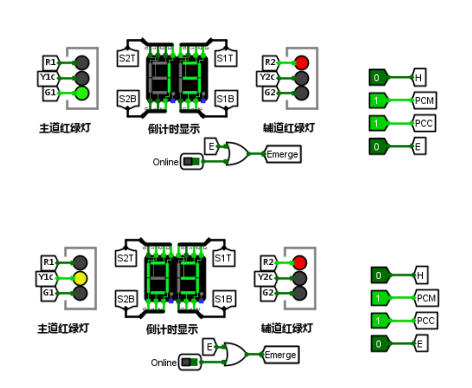 R1
Y1C
G1
主道红绿灯
S2T
S1T
S2B
S1B
倒计时显示
R2
Y2C
G2
辅道红绿灯
0 H
1 PCM
1 PCC
0 E
E
Online
Emerge
R1
Y1C
G1
主道红绿灯
S2T
S1T
S2B
S1B
倒计时显示
R2
Y2C
G2
辅道红绿灯
0 H
1 PCM
1 PCC
0 E
E
Online
Emerge